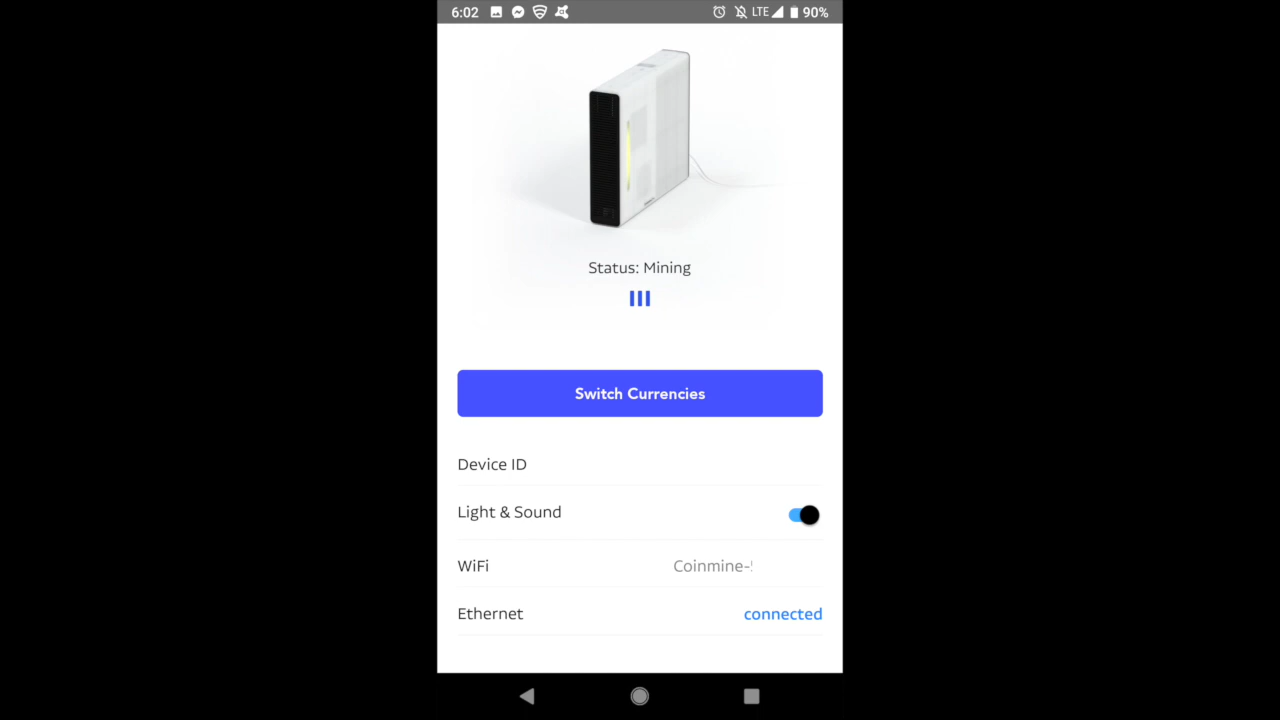 6:02 LTE 90%
Status: Mining
Switch Currencies
Device ID
Light & Sound
WiFi Coinmine-
Ethernet connected